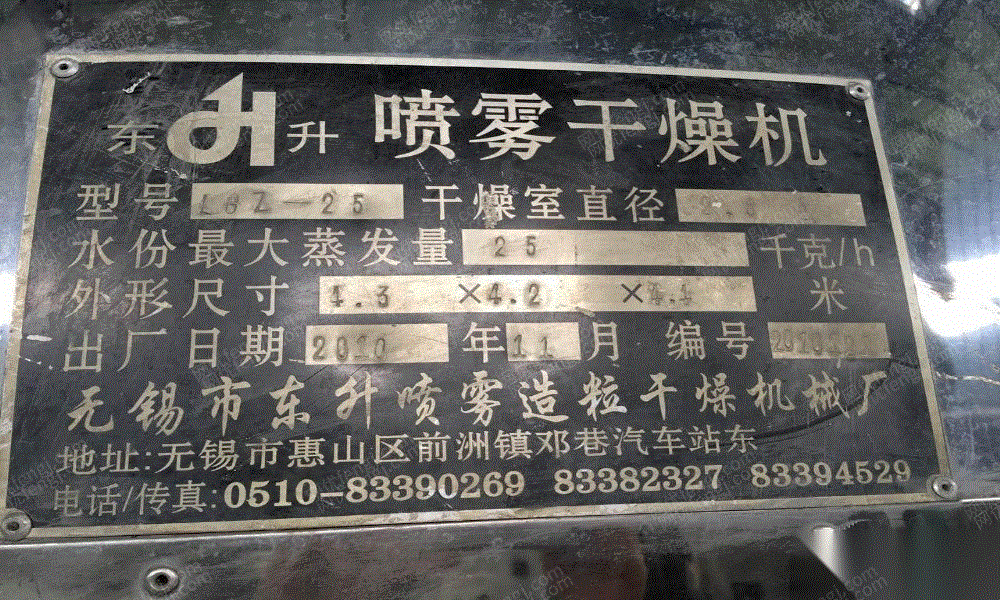 东 升 喷雾干燥机
型号 LGZ-25 干燥室直径
水份最大蒸发量 25 千克/h
外形尺寸 4.3 ×4.2 ×4.1 米
出厂日期 2010 年 11 月 编号
无锡市东升喷雾造粒干燥机械厂
地址:无锡市惠山区前洲镇邓巷汽车站东
电话/传真:0510-83390269 83382327 83394529